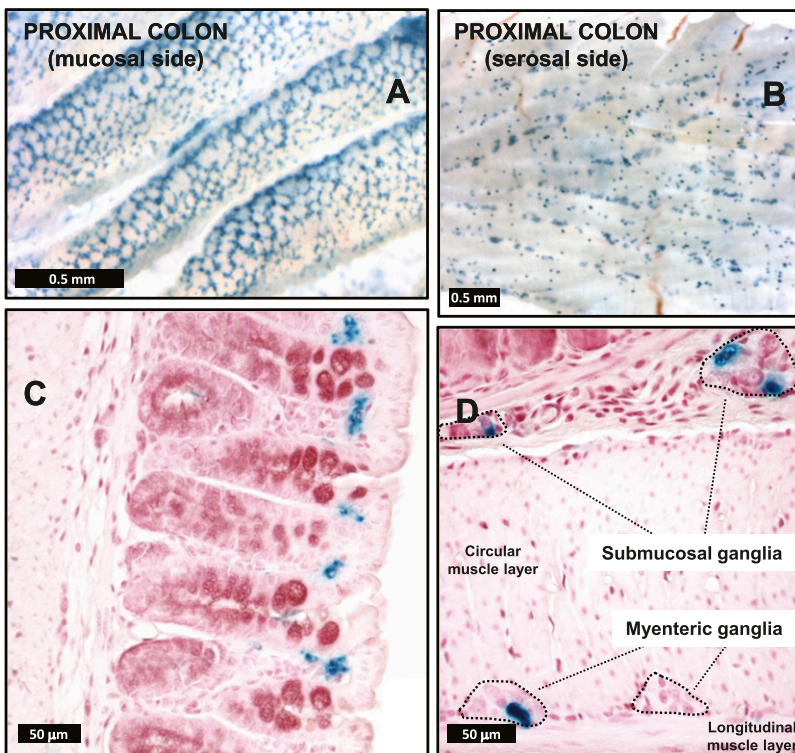 PROXIMAL COLON
(mucosal side)
A
0.5 mm
PROXIMAL COLON
(serosal side)
B
0.5 mm
C
50 µm
D
Circular
muscle layer
Submucosal ganglia
Myenteric ganglia
Longitudinal
muscle layer
50 µm